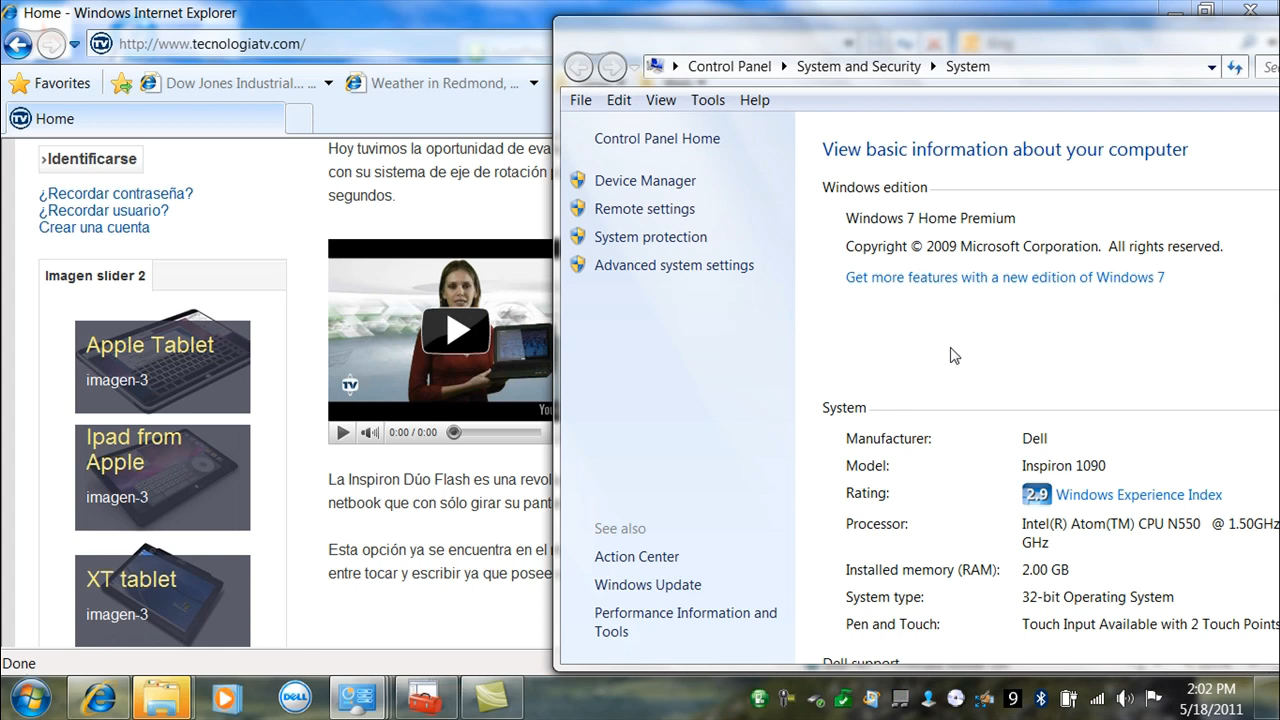 Home - Windows Internet Explorer
http://www.tecnologiatv.com/
Favorites
Dow Jones Industrial... ...
Weather in Redmond, ...
TV Home
›Identificarse
¿Recordar contraseña?
¿Recordar usuario?
Crear una cuenta
Imagen slider 2
Apple Tablet
imagen-3
Ipad from
Apple
imagen-3
XT tablet
imagen-3
Hoy tuvimos la oportunidad de eva
con su sistema de eje de rotación
segundos.
TV
You
0:00 / 0:00
La Inspiron Dúo Flash es una revol
netbook que con sólo girar su pant
Esta opción ya se encuentra en el
entre tocar y escribir ya que posee
Done
Control Panel
System and Security
System
File
Edit
View
Tools
Help
Control Panel Home
Device Manager
Remote settings
System protection
Advanced system settings
See also
Action Center
Windows Update
Performance Information and
Tools
View basic information about your computer
Windows edition
Windows 7 Home Premium
Copyright © 2009 Microsoft Corporation. All rights reserved.
Get more features with a new edition of Windows 7
System
Manufacturer: Dell
Model: Inspiron 1090
Rating: 2.9 Windows Experience Index
Processor: Intel(R) Atom(TM) CPU N550 @ 1.50GHz
GHz
Installed memory (RAM): 2.00 GB
System type: 32-bit Operating System
Pen and Touch: Touch Input Available with 2 Touch Points
Dell support
DELL
9
2:02 PM
5/18/2011